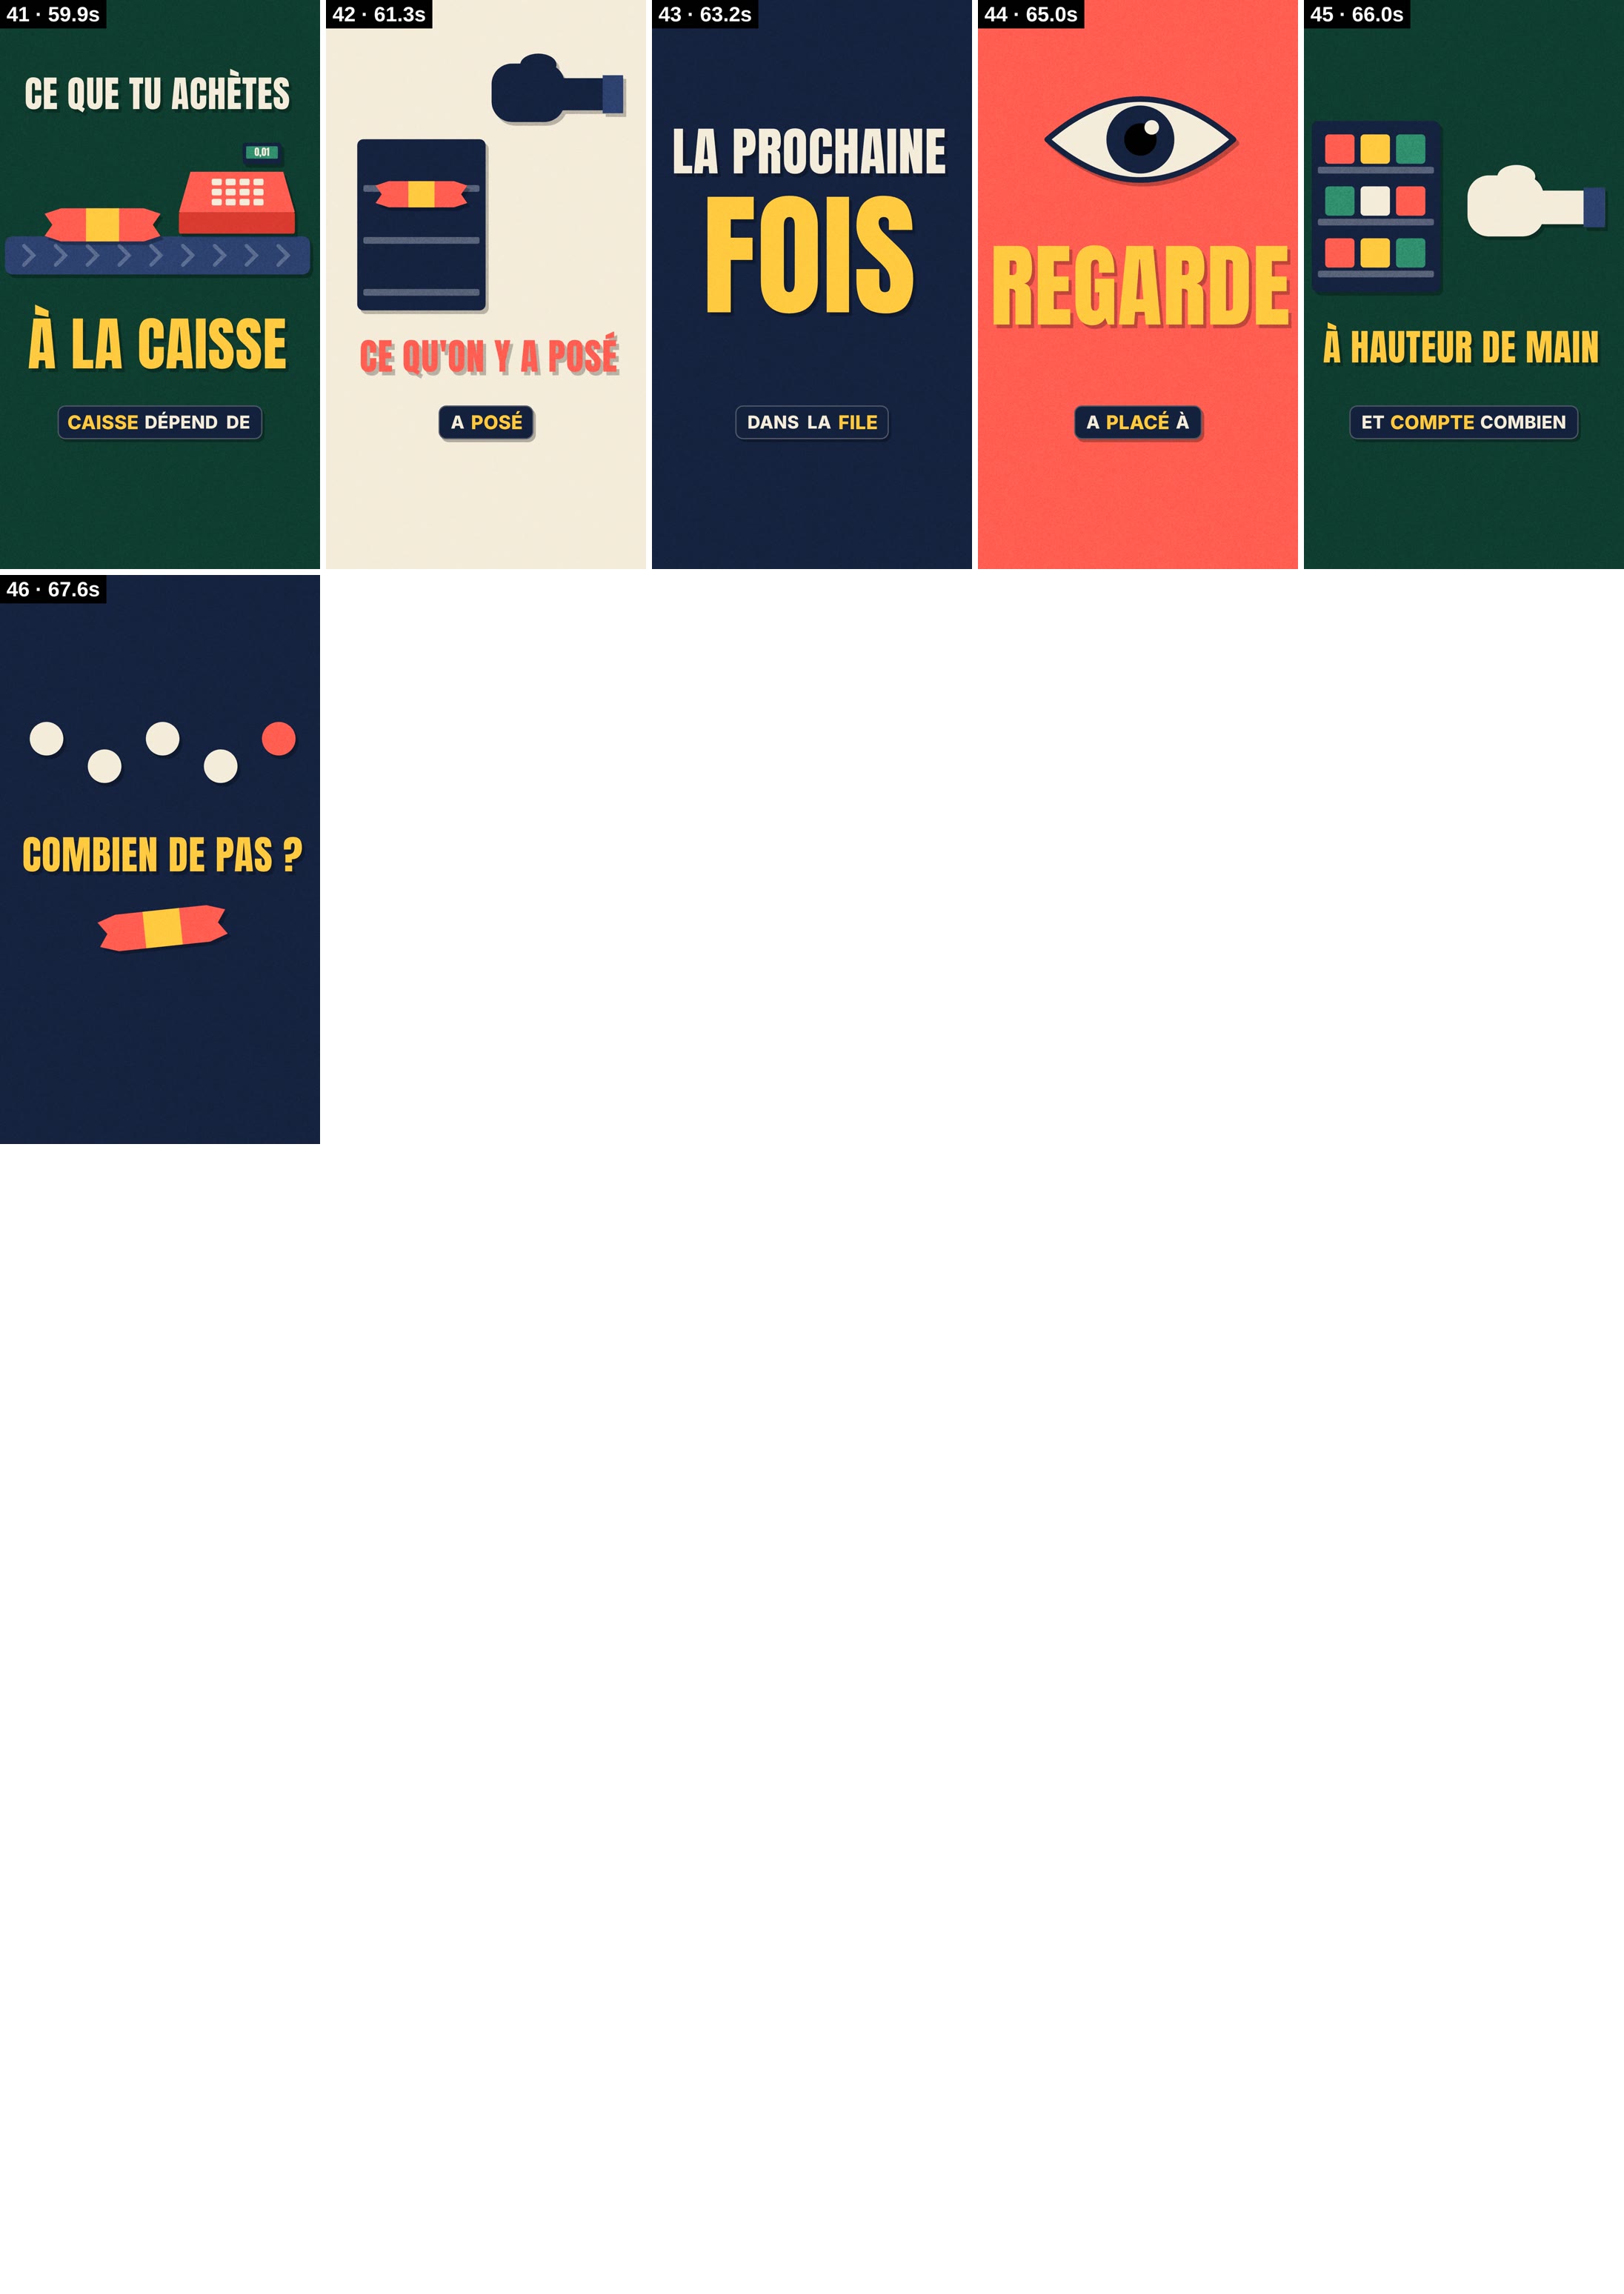 41 · 59.9s
CE QUE TU ACHÈTES
0,01
À LA CAISSE
CAISSE DÉPEND DE
42 · 61.3s
CE QU'ON Y A POSÉ
A POSÉ
43 · 63.2s
LA PROCHAINE
FOIS
DANS LA FILE
44 · 65.0s
REGARDE
A PLACÉ À
45 · 66.0s
À HAUTEUR DE MAIN
ET COMPTE COMBIEN
46 · 67.6s
COMBIEN DE PAS ?